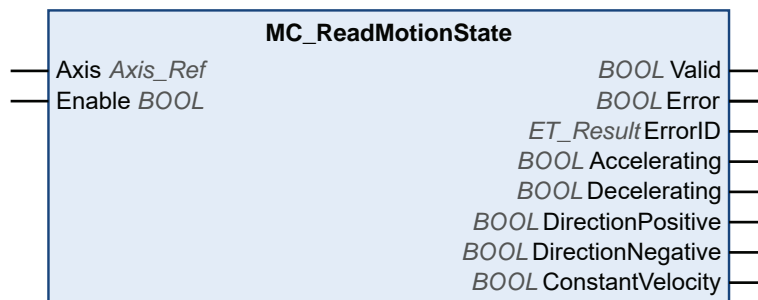 MC_ReadMotionState
Axis Axis_Ref BOOL Valid
Enable BOOL BOOL Error
ET_Result ErrorID
BOOL Accelerating
BOOL Decelerating
BOOL DirectionPositive
BOOL DirectionNegative
BOOL ConstantVelocity